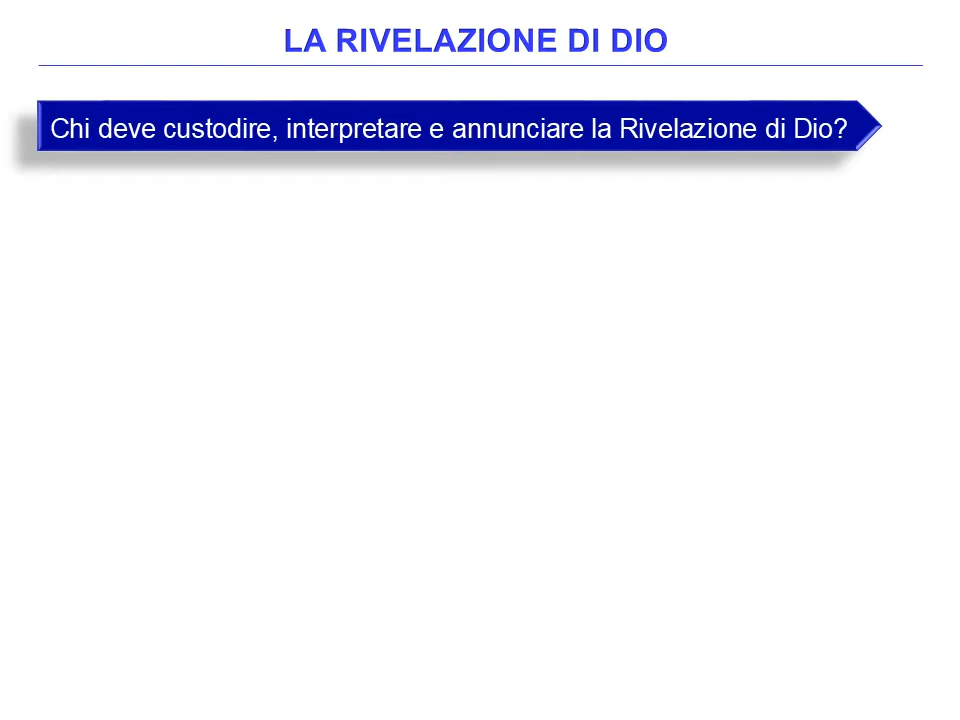 LA RIVELAZIONE DI DIO
Chi deve custodire, interpretare e annunciare la Rivelazione di Dio?